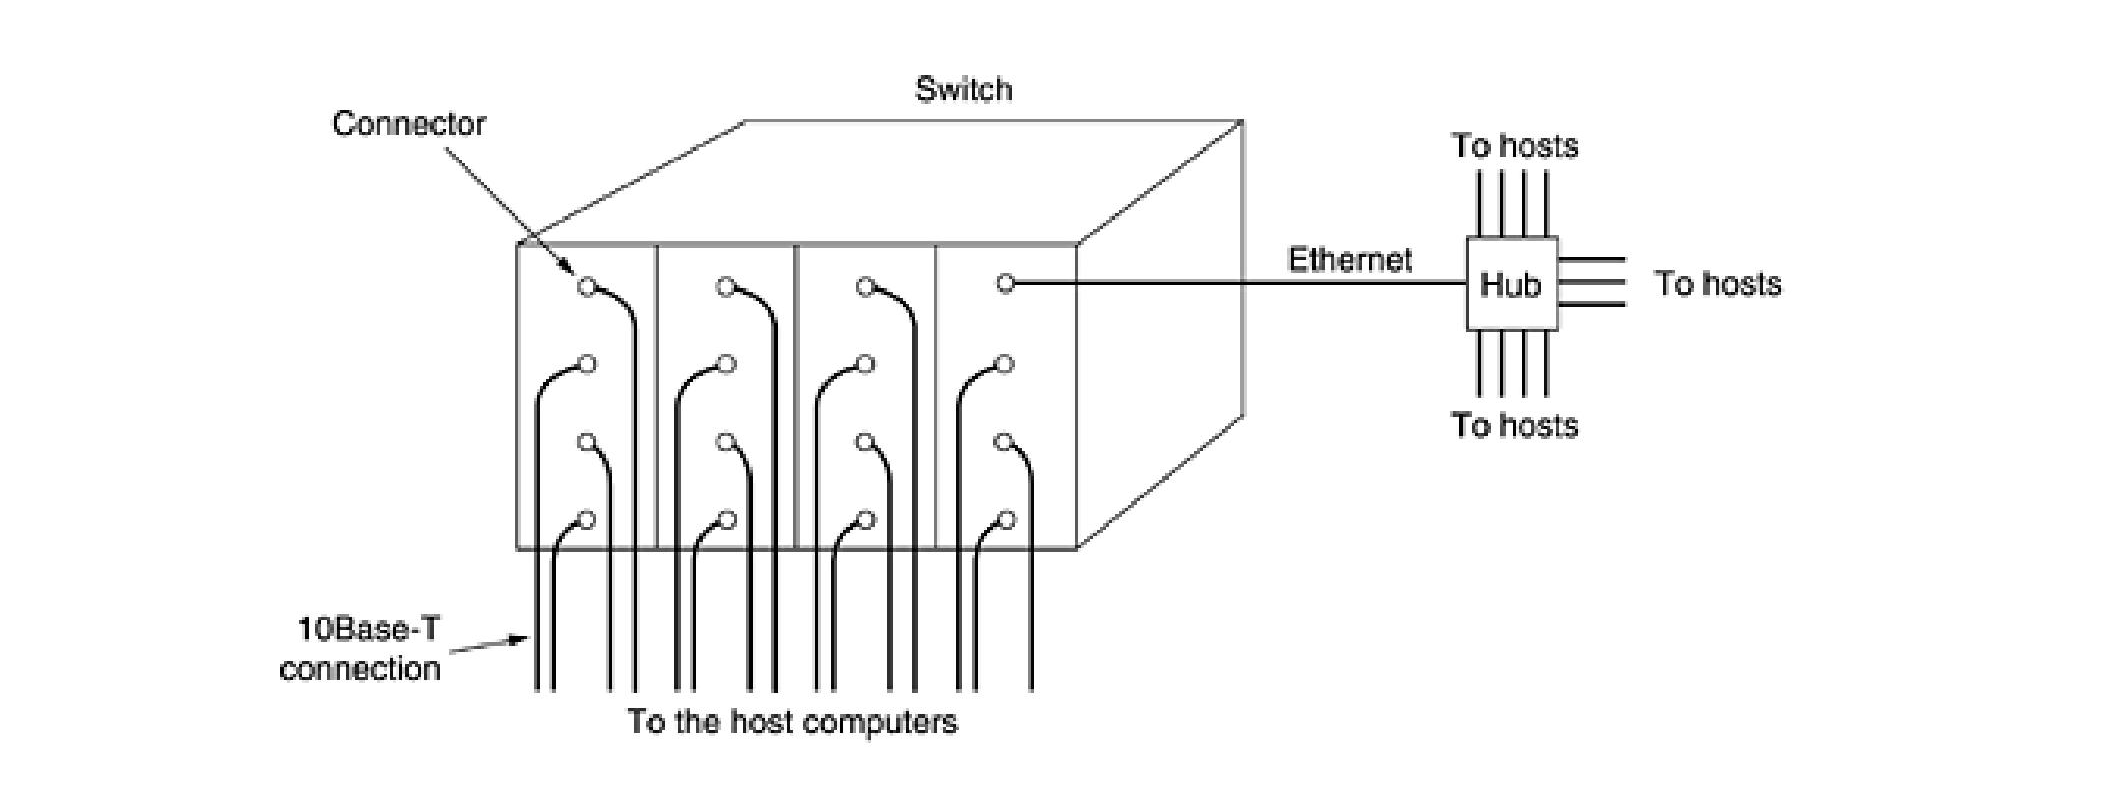 Switch
Connector
To hosts
Ethernet
Hub
To hosts
To hosts
10Base-T
connection
To the host computers